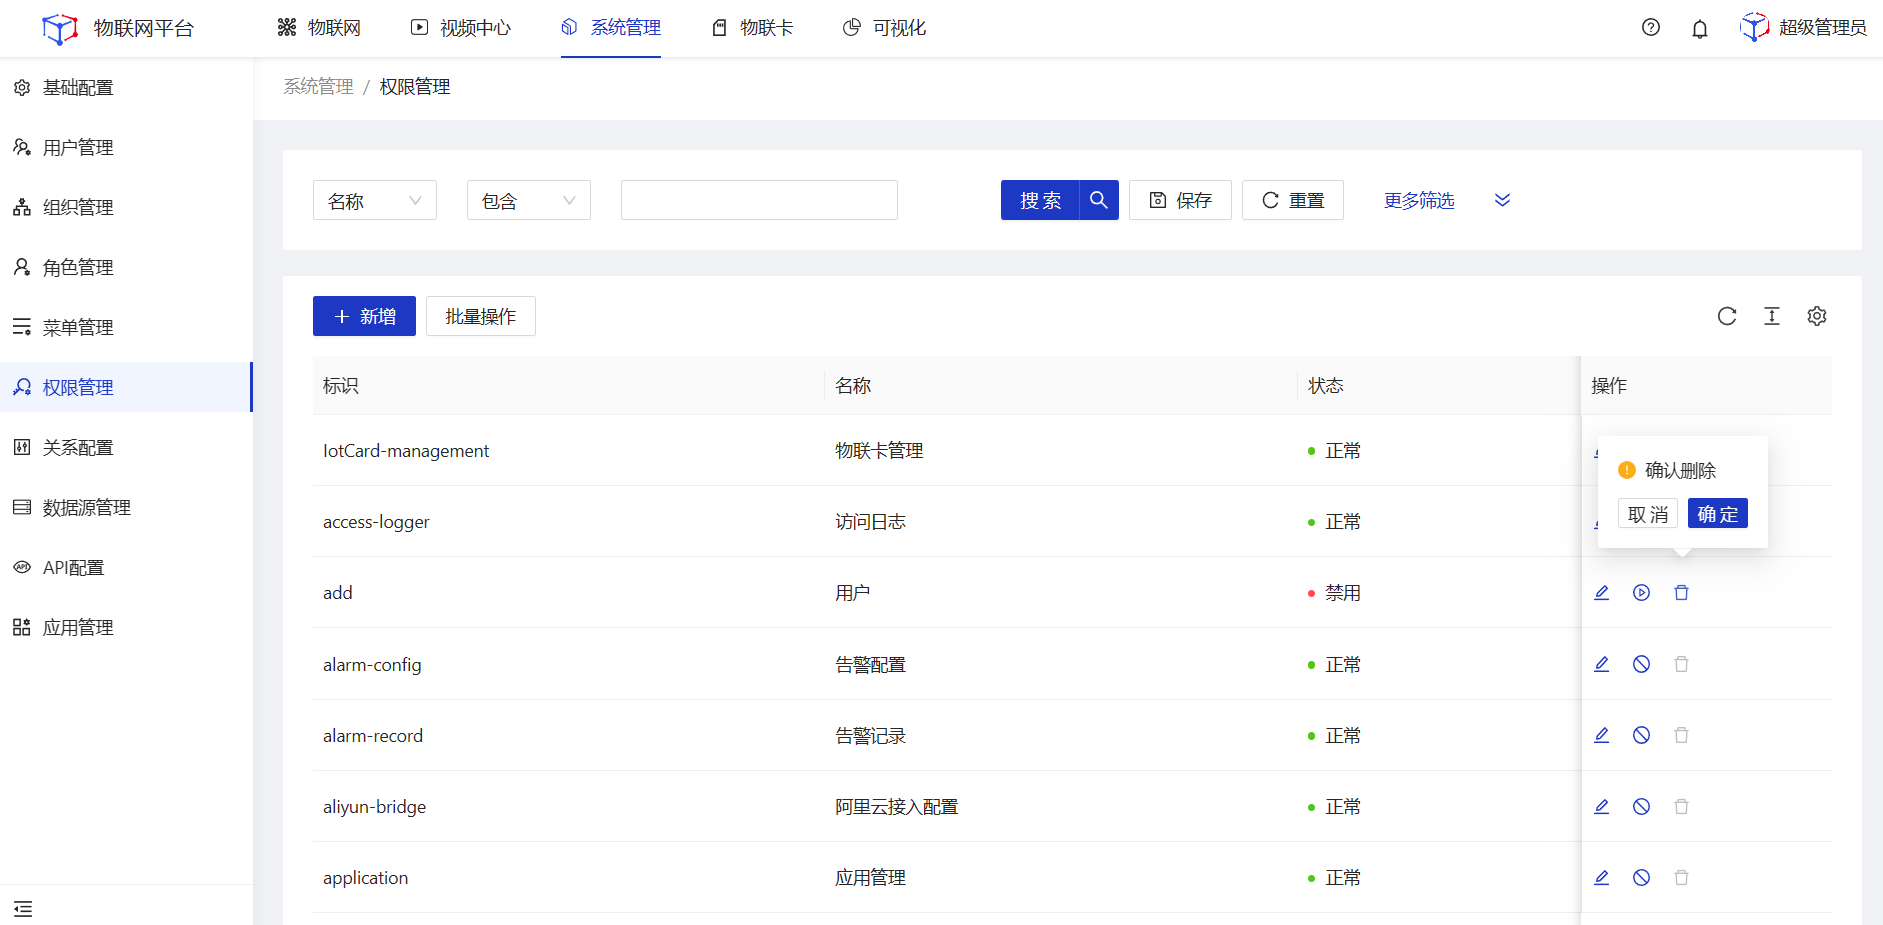 物联网平台 物联网 视频中心 系统管理 物联卡 可视化 超级管理员
基础配置
用户管理
组织管理
角色管理
菜单管理
权限管理
关系配置
数据源管理
API配置
应用管理
系统管理 / 权限管理
名称 包含 搜索 保存 重置 更多筛选
新增 批量操作
标识 名称 状态 操作
IotCard-management 物联卡管理 正常
access-logger 访问日志 正常
确认删除
取消 确定
add 用户 禁用
alarm-config 告警配置 正常
alarm-record 告警记录 正常
aliyun-bridge 阿里云接入配置 正常
application 应用管理 正常